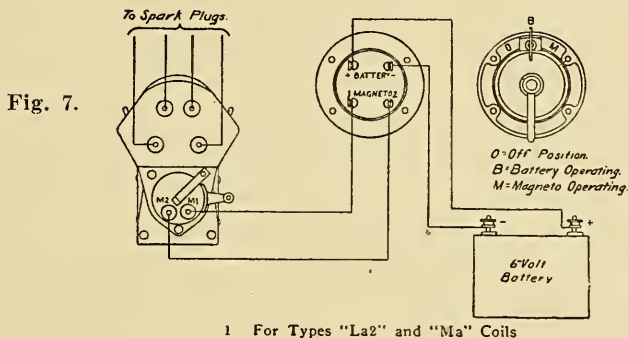 To Spark Plugs.
Fig. 7.
+ BATTERY -
1 MAGNETO 2
M2 M1
B
O M
O=Off Position.
B=Battery Operating.
M=Magneto Operating.
- +
6-Volt
Battery
1 For Types "La2" and "Ma" Coils